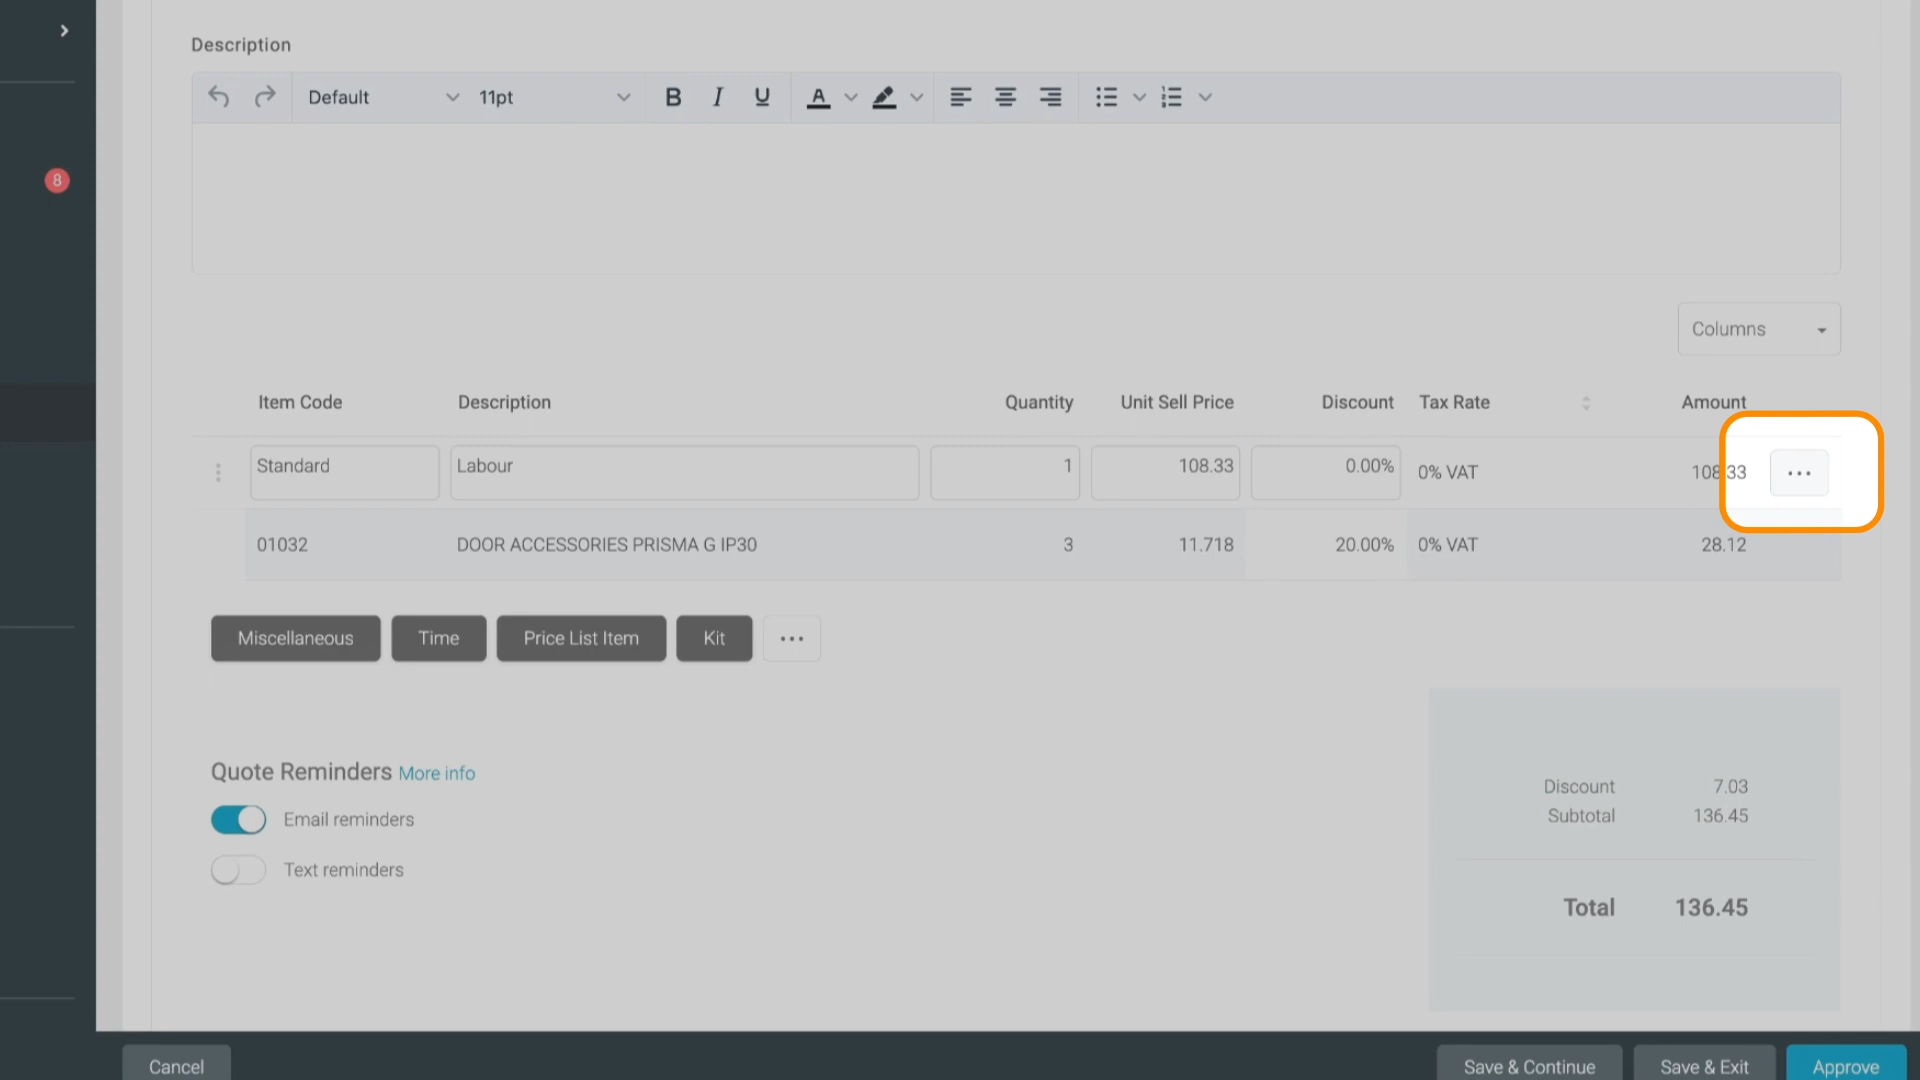 Description
Default 11pt B I U A
8
Columns
Item Code Description Quantity Unit Sell Price Discount Tax Rate Amount
Standard Labour 1 108.33 0.00% 0% VAT 108.33 ...
01032 DOOR ACCESSORIES PRISMA G IP30 3 11.718 20.00% 0% VAT 28.12
Miscellaneous Time Price List Item Kit ...
Quote Reminders More info
Email reminders
Text reminders
Discount 7.03
Subtotal 136.45
Total 136.45
Cancel Save & Continue Save & Exit Approve